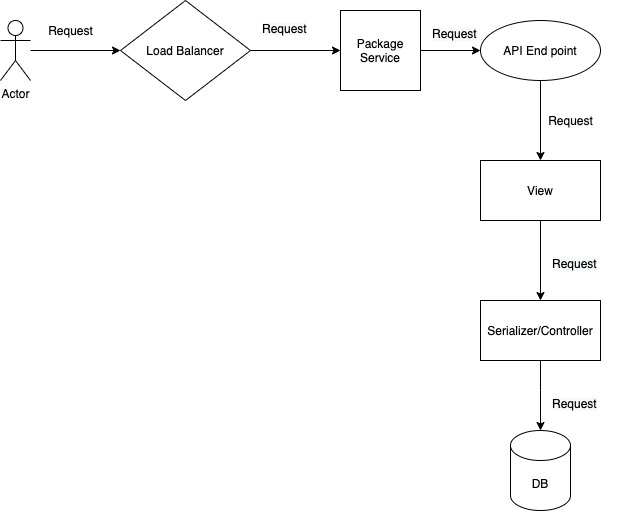 Request
Request
Request
Load Balancer
Package
Service
API End point
Actor
Request
View
Request
Serializer/Controller
Request
DB